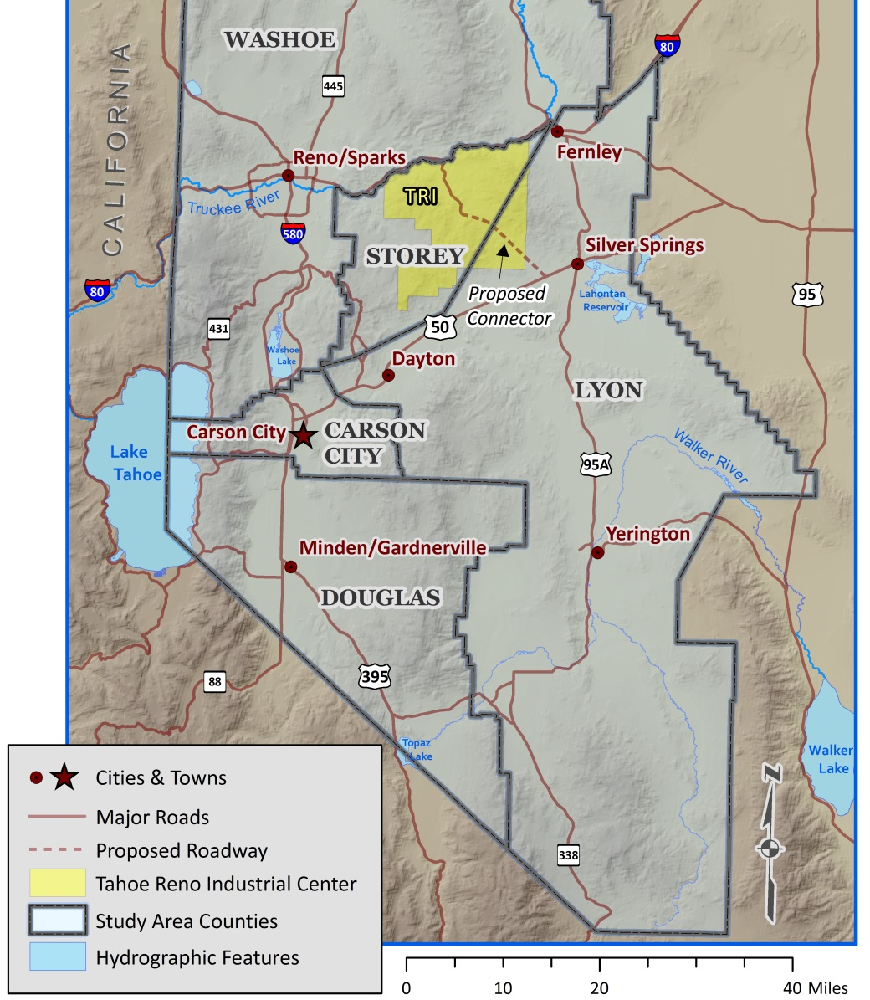 WASHOE
80
CALIFORNIA
445
Fernley
Reno/Sparks
TRI
Truckee River
580
STOREY
Silver Springs
80
Proposed
Connector
Lahontan
Reservoir
95
431
50
Washoe
Lake
Dayton
LYON
Carson City
CARSON
CITY
Walker River
Lake
Tahoe
95A
Yerington
Minden/Gardnerville
DOUGLAS
395
88
Topaz
Lake
Walker
Lake
N
338
Cities & Towns
Major Roads
Proposed Roadway
Tahoe Reno Industrial Center
Study Area Counties
Hydrographic Features
0 10 20 40 Miles